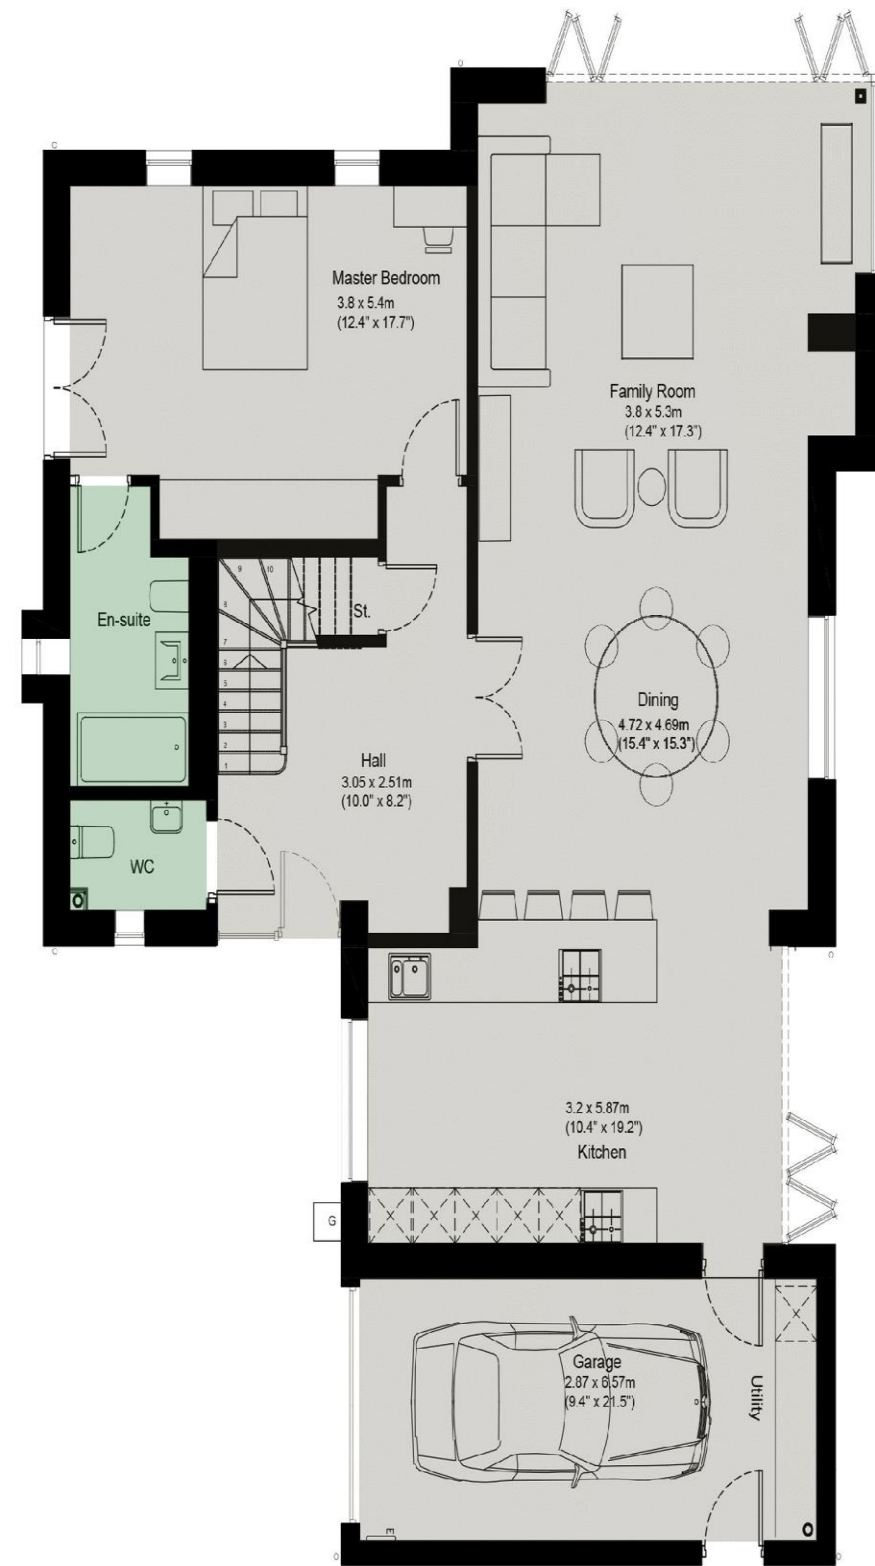 Master Bedroom
3.8 x 5.4m
(12.4" x 17.7")
Family Room
3.8 x 5.3m
(12.4" x 17.3")
En-suite
St.
10
9
8
7
6
5
4
3
2
1
Dining
4.72 x 4.69m
(15.4" x 15.3")
Hall
3.05 x 2.51m
(10.0" x 8.2")
WC
3.2 x 5.87m
(10.4" x 19.2")
Kitchen
G
Garage
2.87 x 6.57m
(9.4" x 21.5")
Utility
E